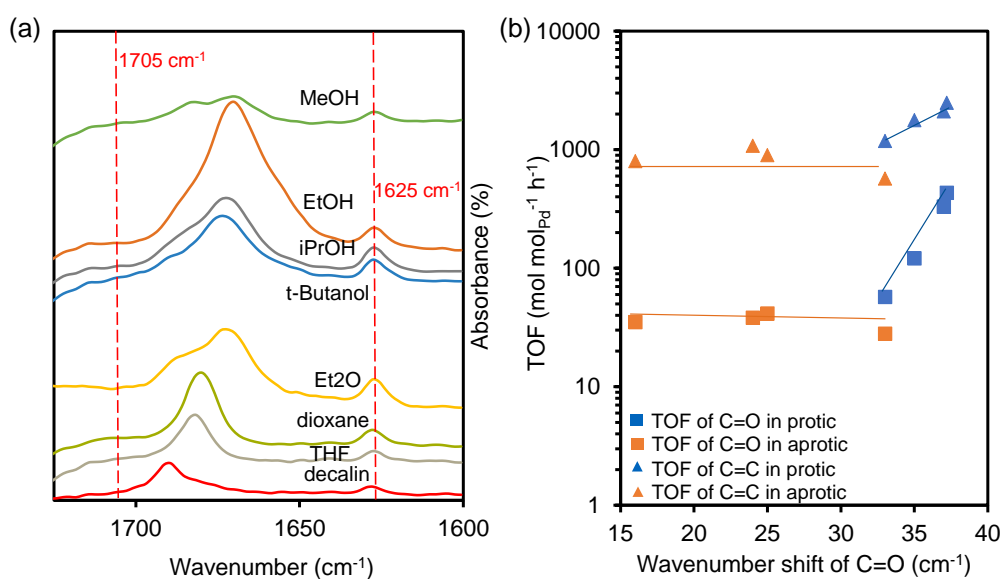 (a)
1705 cm⁻¹
MeOH
EtOH
1625 cm⁻¹
iPrOH
t-Butanol
Et2O
dioxane
THF
decalin
Absorbance (%)
1700
1650
1600
Wavenumber (cm⁻¹)
(b)
10000
1000
100
10
1
TOF (mol mol_Pd⁻¹ h⁻¹)
TOF of C=O in protic
TOF of C=O in aprotic
TOF of C=C in protic
TOF of C=C in aprotic
15
20
25
30
35
40
Wavenumber shift of C=O (cm⁻¹)